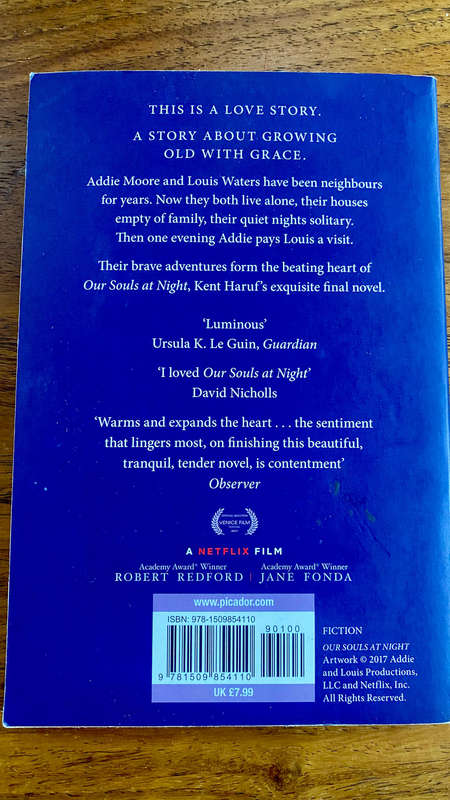 THIS IS A LOVE STORY.
A STORY ABOUT GROWING
OLD WITH GRACE.
Addie Moore and Louis Waters have been neighbours
for years. Now they both live alone, their houses
empty of family, their quiet nights solitary.
Then one evening Addie pays Louis a visit.
Their brave adventures form the beating heart of
Our Souls at Night, Kent Haruf's exquisite final novel.
'Luminous'
Ursula K. Le Guin, Guardian
'I loved Our Souls at Night'
David Nicholls
'Warms and expands the heart . . . the sentiment
that lingers most, on finishing this beautiful,
tranquil, tender novel, is contentment'
Observer
VENICE FILM
A NETFLIX FILM
Academy Award® Winner
ROBERT REDFORD
Academy Award® Winner
JANE FONDA
www.picador.com
ISBN: 978-1509854110
90100
9 781509 854110
UK £7.99
FICTION
OUR SOULS AT NIGHT
Artwork © 2017 Addie
and Louis Productions,
LLC and Netflix, Inc.
All Rights Reserved.